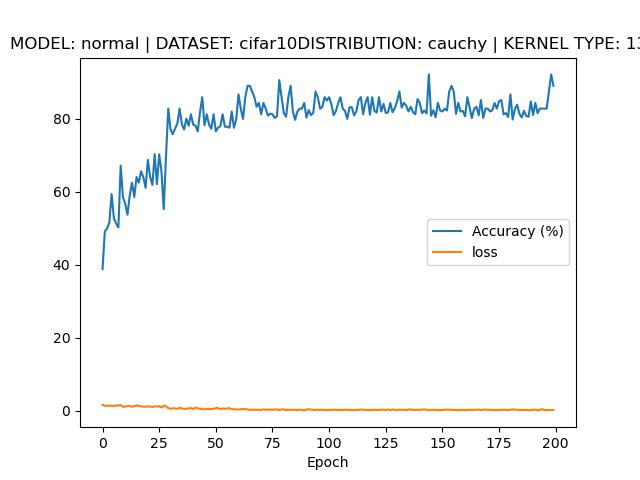 MODEL: normal | DATASET: cifar10DISTRIBUTION: cauchy | KERNEL TYPE: 13
80
60
40
20
0
Accuracy (%)
loss
0 25 50 75 100 125 150 175 200
Epoch